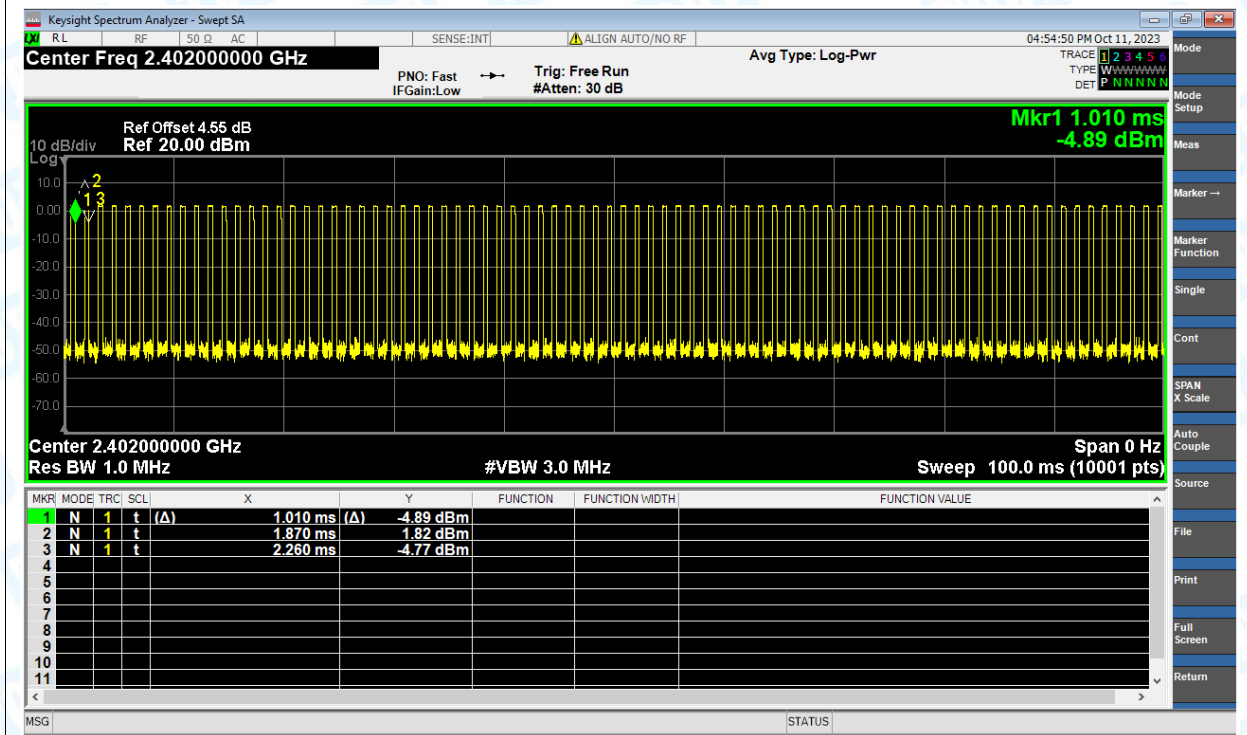 Keysight Spectrum Analyzer - Swept SA
LXI RL RF 50 Ω AC SENSE:INT ALIGN AUTO/NO RF 04:54:50 PM Oct 11, 2023
Center Freq 2.402000000 GHz
PNO: Fast
IFGain:Low
Trig: Free Run
#Atten: 30 dB
Avg Type: Log-Pwr
TRACE 1 2 3 4 5 6
TYPE WWWWWW
DET P N N N N N
Mkr1 1.010 ms
-4.89 dBm
Ref Offset 4.55 dB
10 dB/div Ref 20.00 dBm
Log
10.0
0.00
-10.0
-20.0
-30.0
-40.0
-50.0
-60.0
-70.0
2
1 3
Center 2.402000000 GHz Span 0 Hz
Res BW 1.0 MHz #VBW 3.0 MHz Sweep 100.0 ms (10001 pts)
MKR MODE TRC SCL X Y FUNCTION FUNCTION WIDTH FUNCTION VALUE
1 N 1 t (Δ) 1.010 ms (Δ) -4.89 dBm
2 N 1 t 1.870 ms 1.82 dBm
3 N 1 t 2.260 ms -4.77 dBm
4
5
6
7
8
9
10
11
MSG STATUS
Mode
Mode
Setup
Meas
Marker →
Marker
Function
Single
Cont
SPAN
X Scale
Auto
Couple
Source
File
Print
Full
Screen
Return